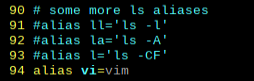 90 # some more ls aliases
91 #alias ll='ls -l'
92 #alias la='ls -A'
93 #alias l='ls -CF'
94 alias vi=vim